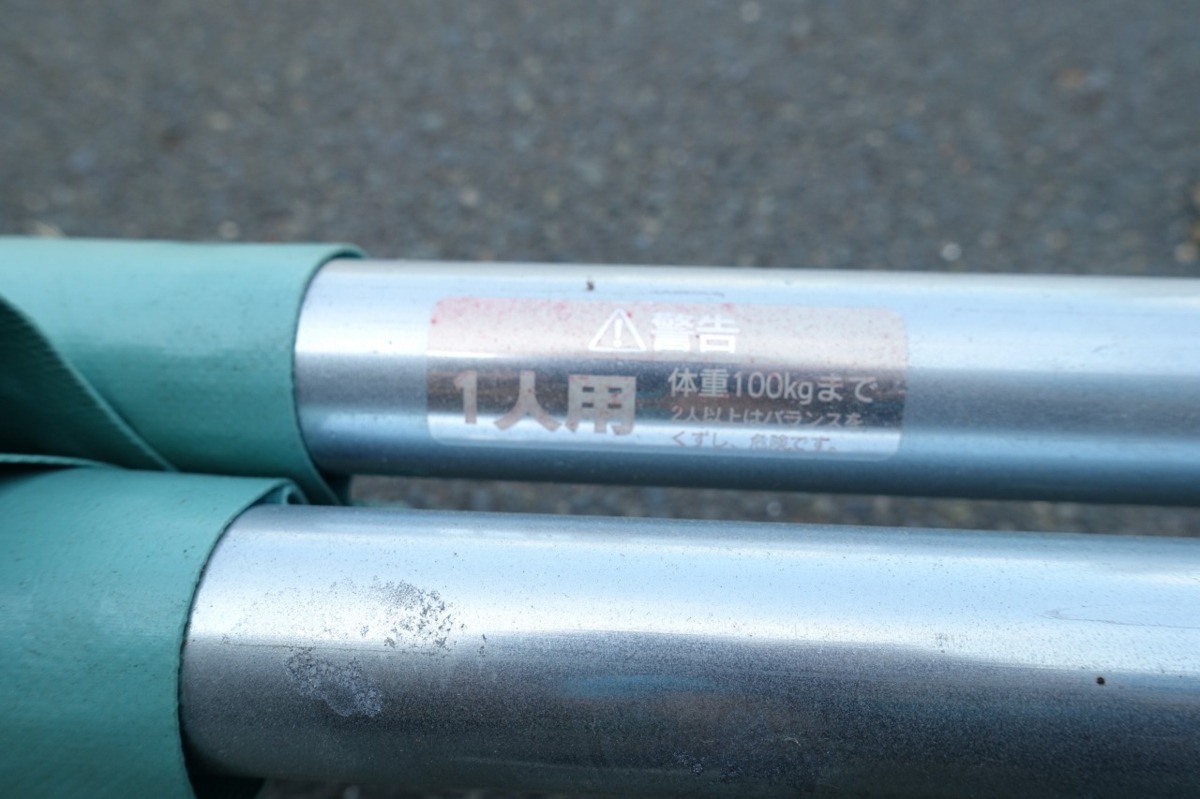 ⚠警告
1人用
体重100kgまで
2人以上はバランスを
くずし、危険です。